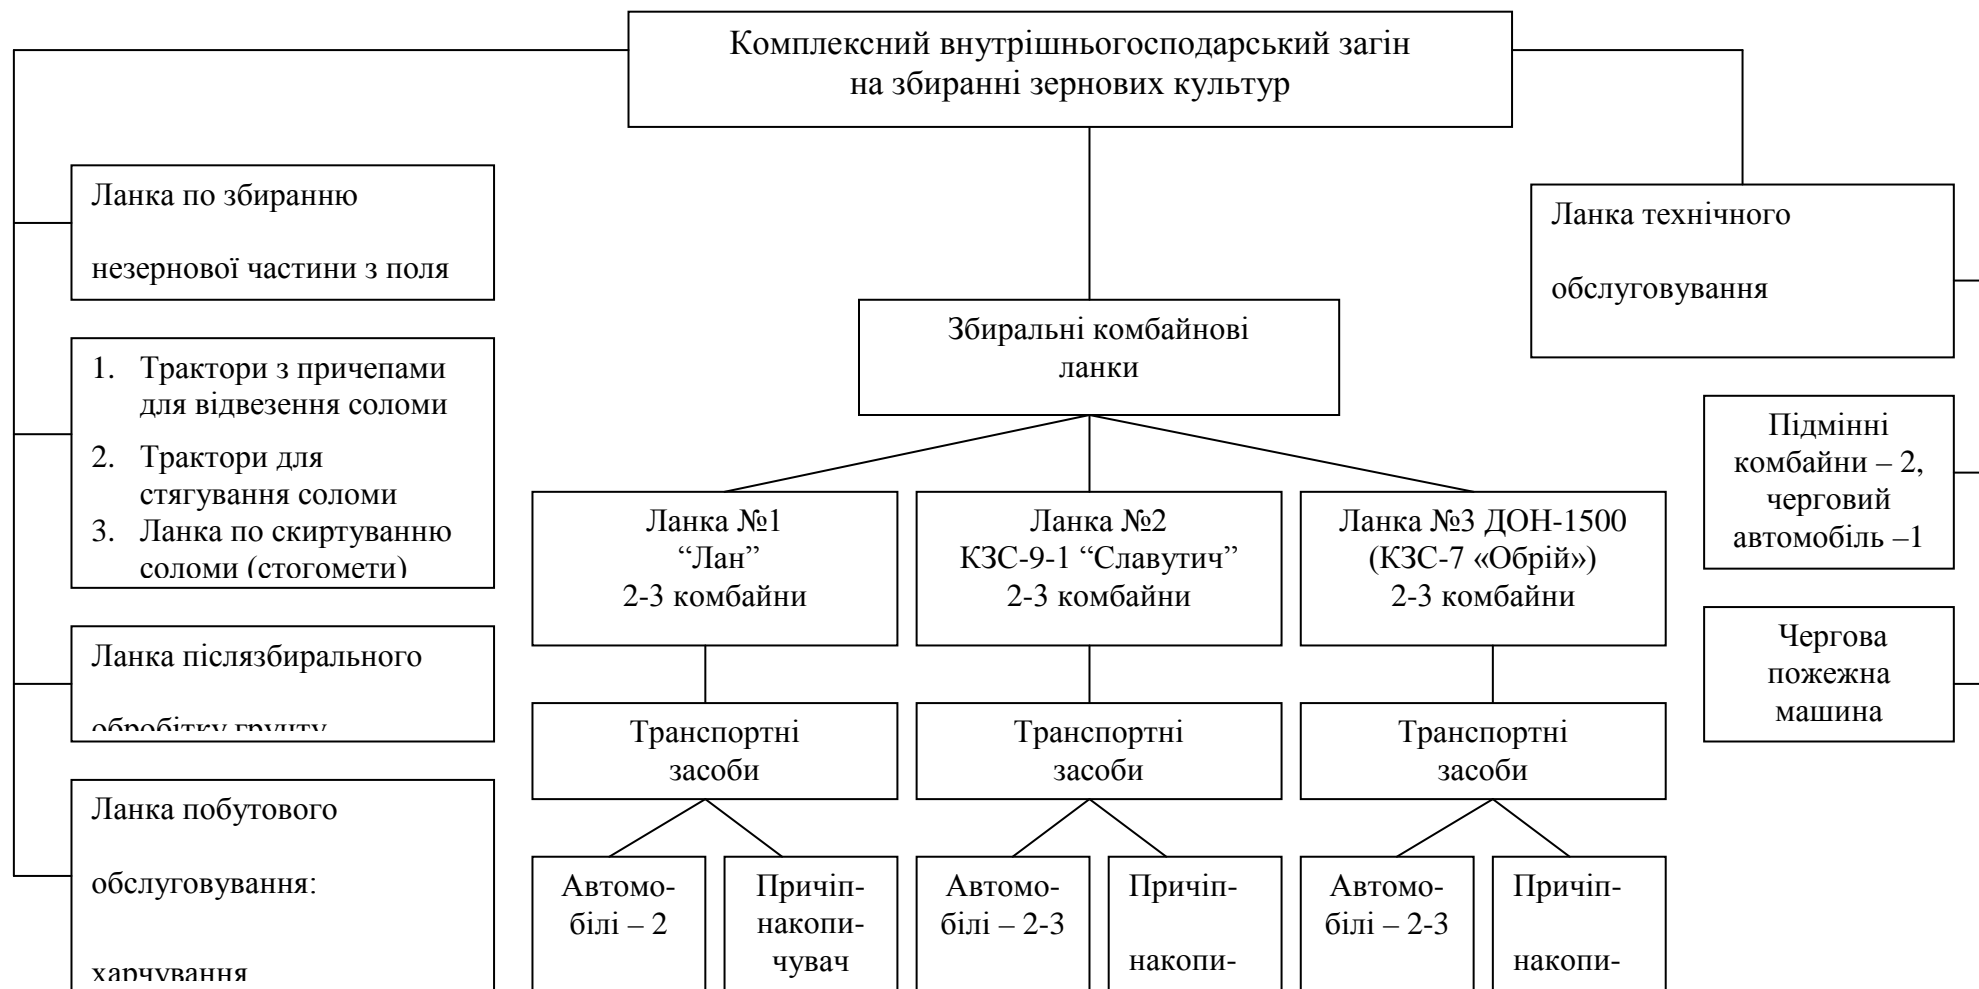 Комплексний внутрішньогосподарський загін
на збиранні зернових культур
Ланка по збиранню
незернової частини з поля
1. Трактори з причепами
для відвезення соломи
2. Трактори для
стягування соломи
3. Ланка по скиртуванню
соломи (стогомети)
Ланка післязбирального
обробітку грунту
Ланка побутового
обслуговування:
харчування
Збиральні комбайнові
ланки
Ланка №1
“Лан”
2-3 комбайни
Ланка №2
КЗС-9-1 “Славутич”
2-3 комбайни
Ланка №3 ДОН-1500
(КЗС-7 «Обрій»)
2-3 комбайни
Транспортні
засоби
Транспортні
засоби
Транспортні
засоби
Автомо-
білі – 2
Причіп-
накопи-
чувач
Автомо-
білі – 2-3
Причіп-
накопи-
Автомо-
білі – 2-3
Причіп-
накопи-
Ланка технічного
обслуговування
Підмінні
комбайни – 2,
черговий
автомобіль –1
Чергова
пожежна
машина